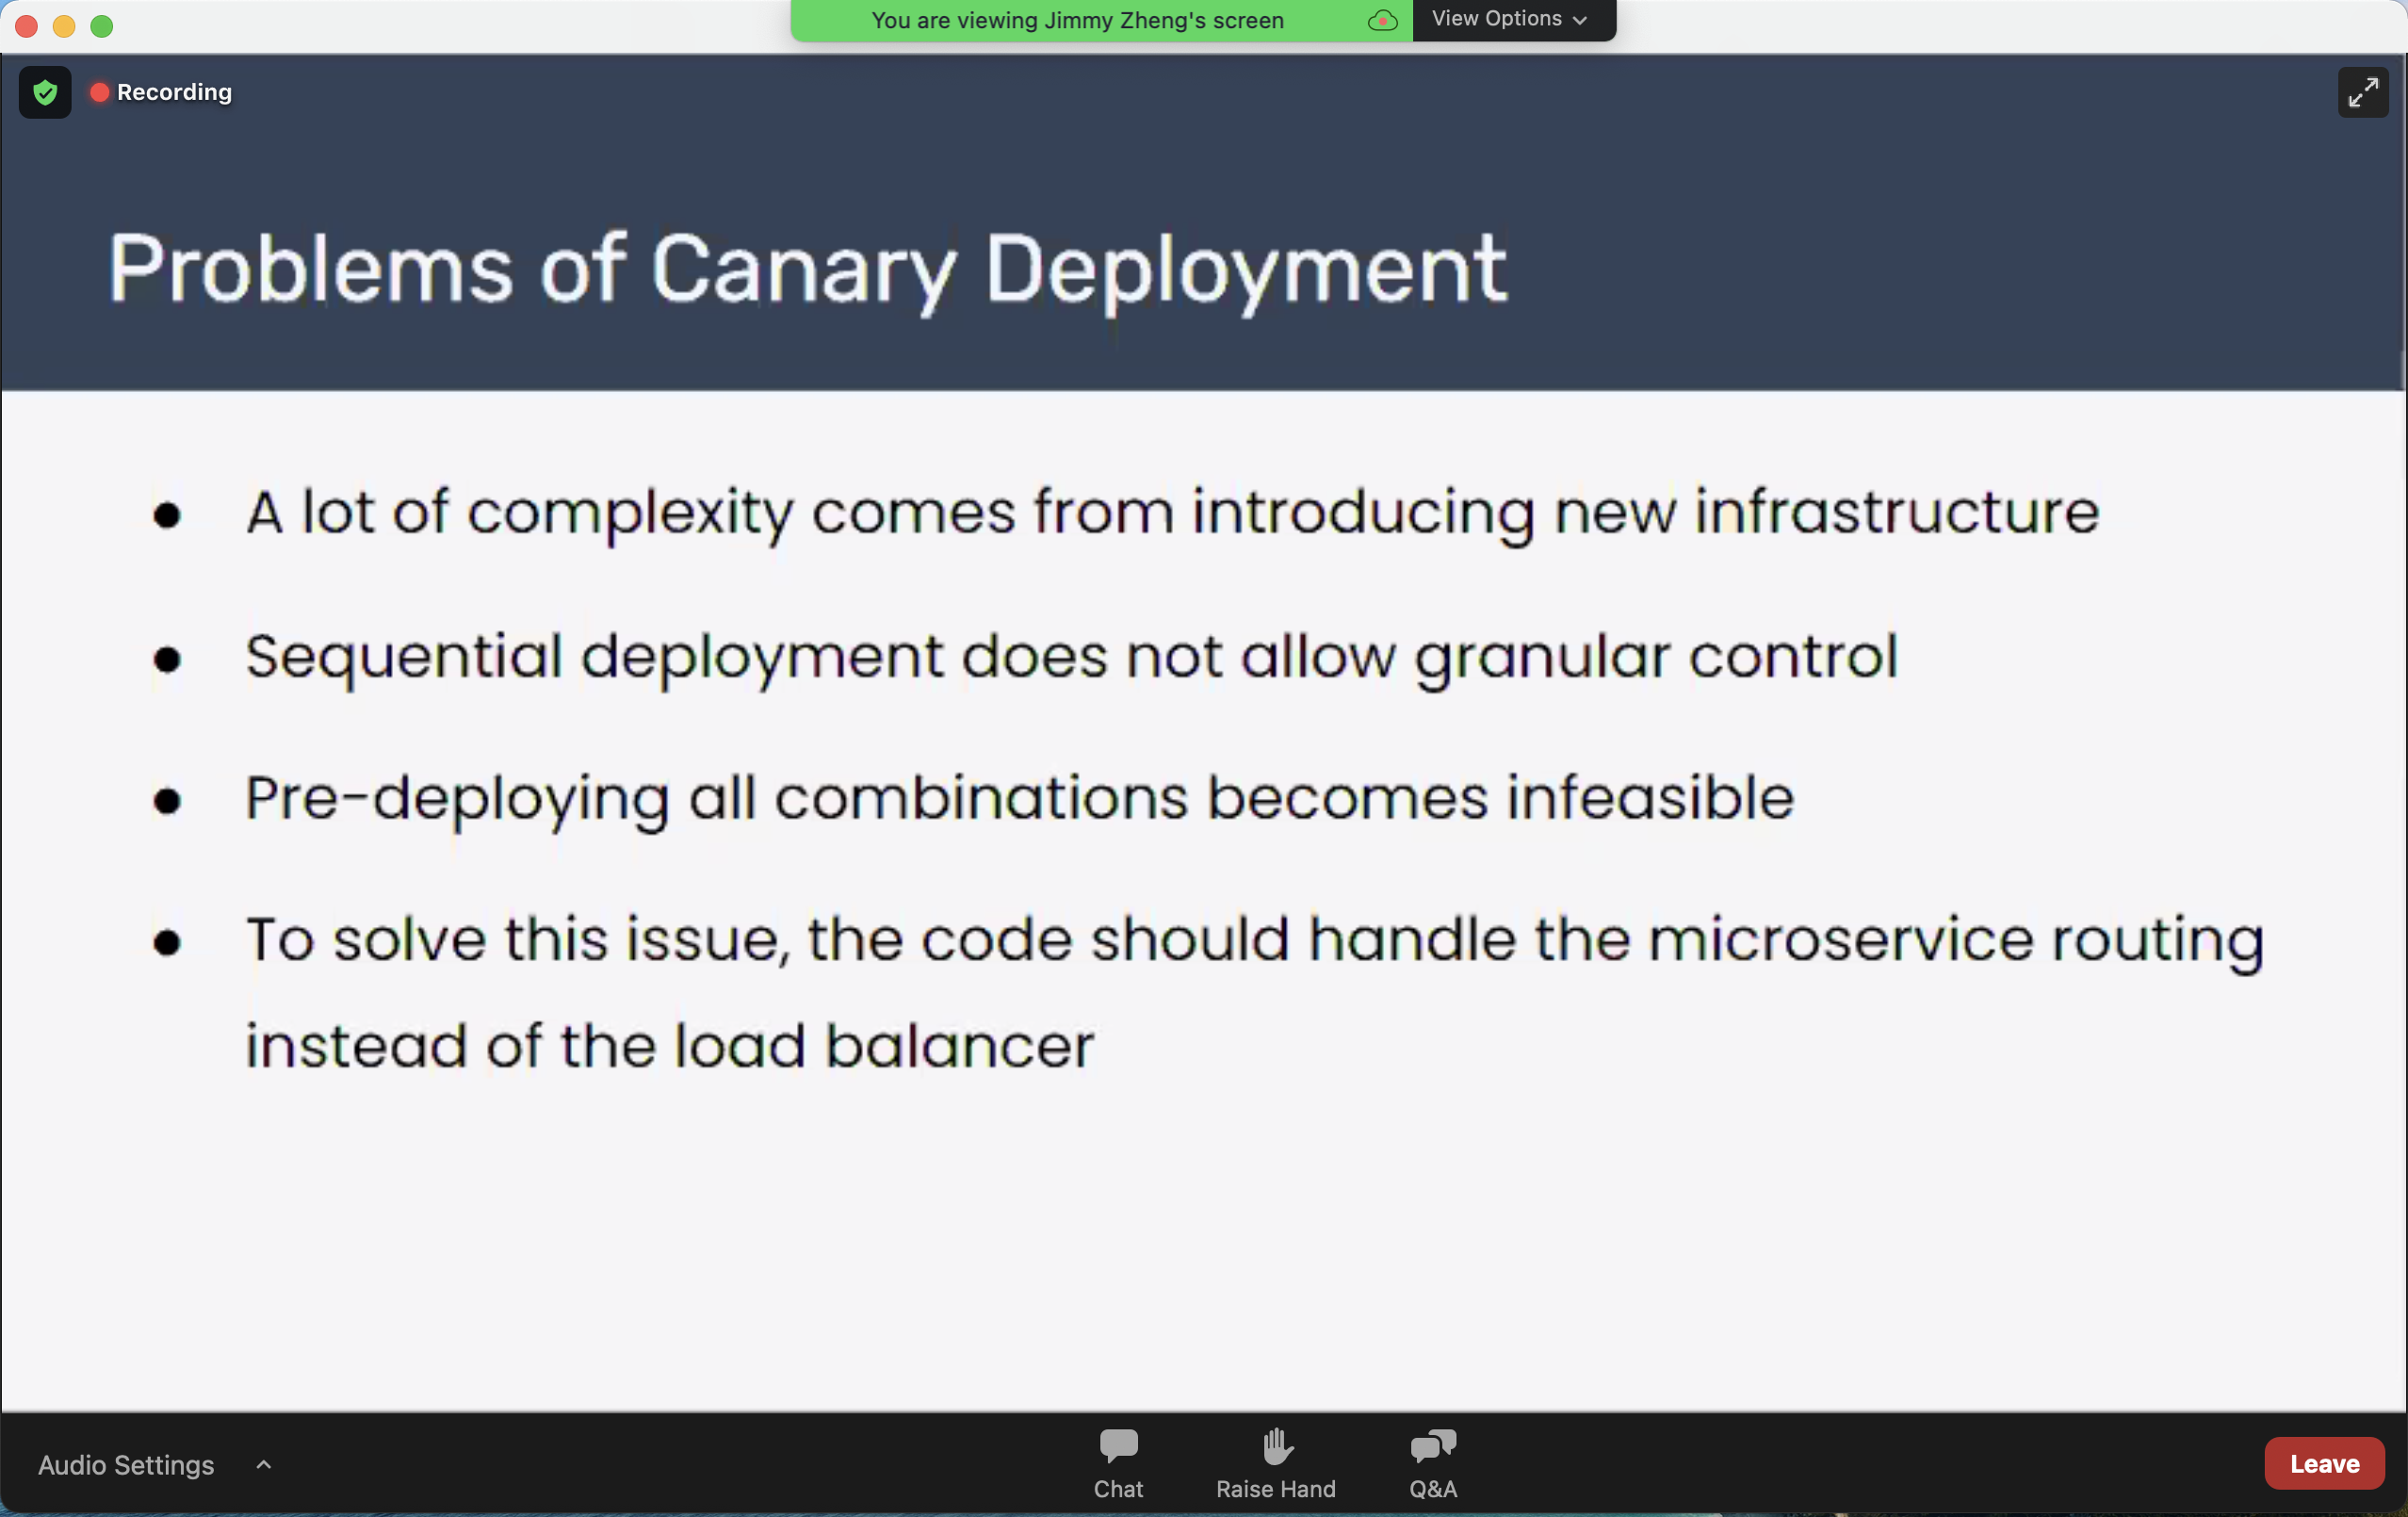 You are viewing Jimmy Zheng's screen
View Options
Recording
Problems of Canary Deployment
● A lot of complexity comes from introducing new infrastructure
● Sequential deployment does not allow granular control
● Pre-deploying all combinations becomes infeasible
● To solve this issue, the code should handle the microservice routing
instead of the load balancer
Audio Settings
Chat
Raise Hand
Q&A
Leave